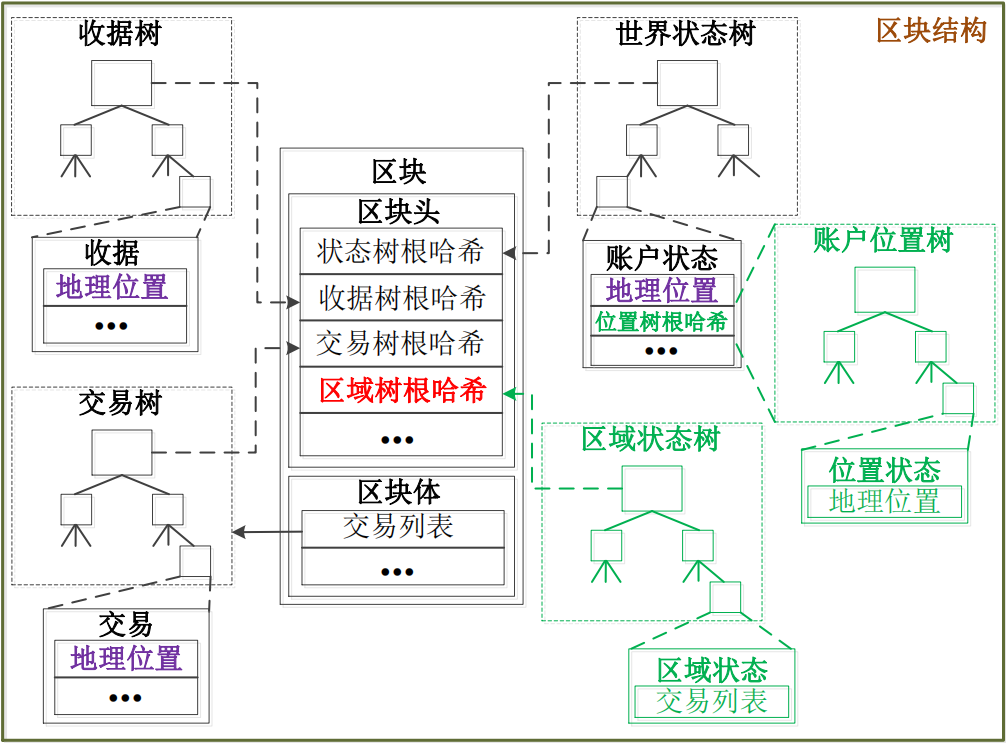 区块结构
收据树
收据
地理位置
•••
交易树
交易
地理位置
•••
区块
区块头
状态树根哈希
收据树根哈希
交易树根哈希
区域树根哈希
•••
区块体
交易列表
•••
世界状态树
账户状态
地理位置
位置树根哈希
•••
账户位置树
位置状态
地理位置
区域状态树
区域状态
交易列表